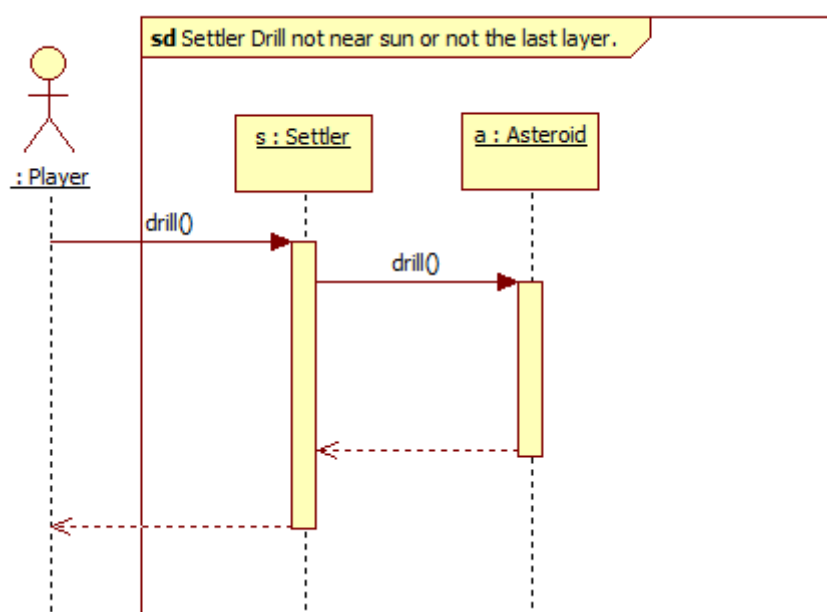 sd Settler Drill not near sun or not the last layer.
s : Settler
a : Asteroid
: Player
drill()
drill()